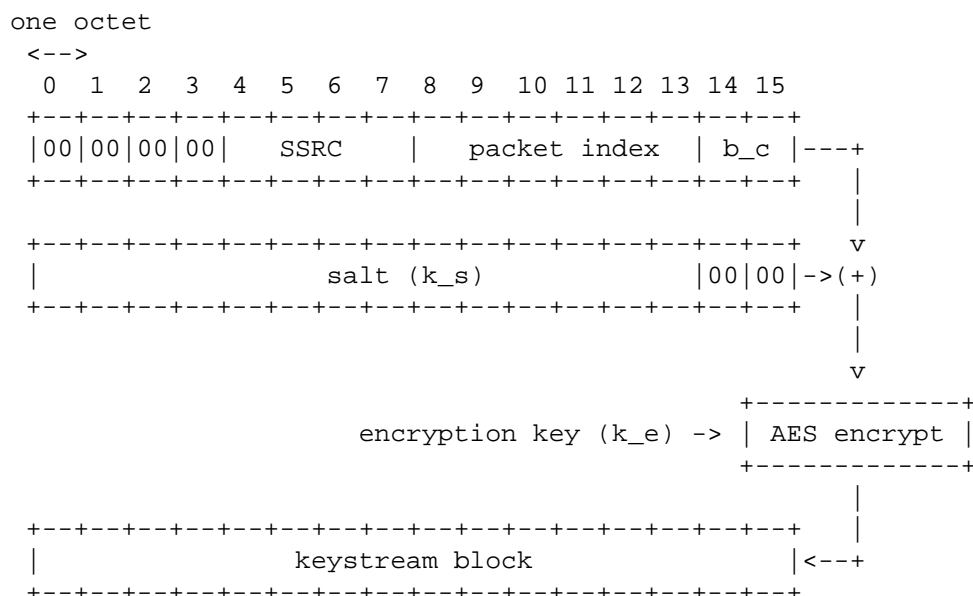 one octet
<-->
0 1 2 3 4 5 6 7 8 9 10 11 12 13 14 15
+--+--+--+--+--+--+--+--+--+--+--+--+--+--+--+--+
|00|00|00|00| SSRC | packet index | b_c |---+
+--+--+--+--+--+--+--+--+--+--+--+--+--+--+--+--+ |
|
+--+--+--+--+--+--+--+--+--+--+--+--+--+--+--+--+ v
| salt (k_s) |00|00|->(+)
+--+--+--+--+--+--+--+--+--+--+--+--+--+--+--+--+ |
|
v
+-------------+
encryption key (k_e) -> | AES encrypt |
+-------------+
|
+--+--+--+--+--+--+--+--+--+--+--+--+--+--+--+--+ |
| keystream block |<--+
+--+--+--+--+--+--+--+--+--+--+--+--+--+--+--+--+